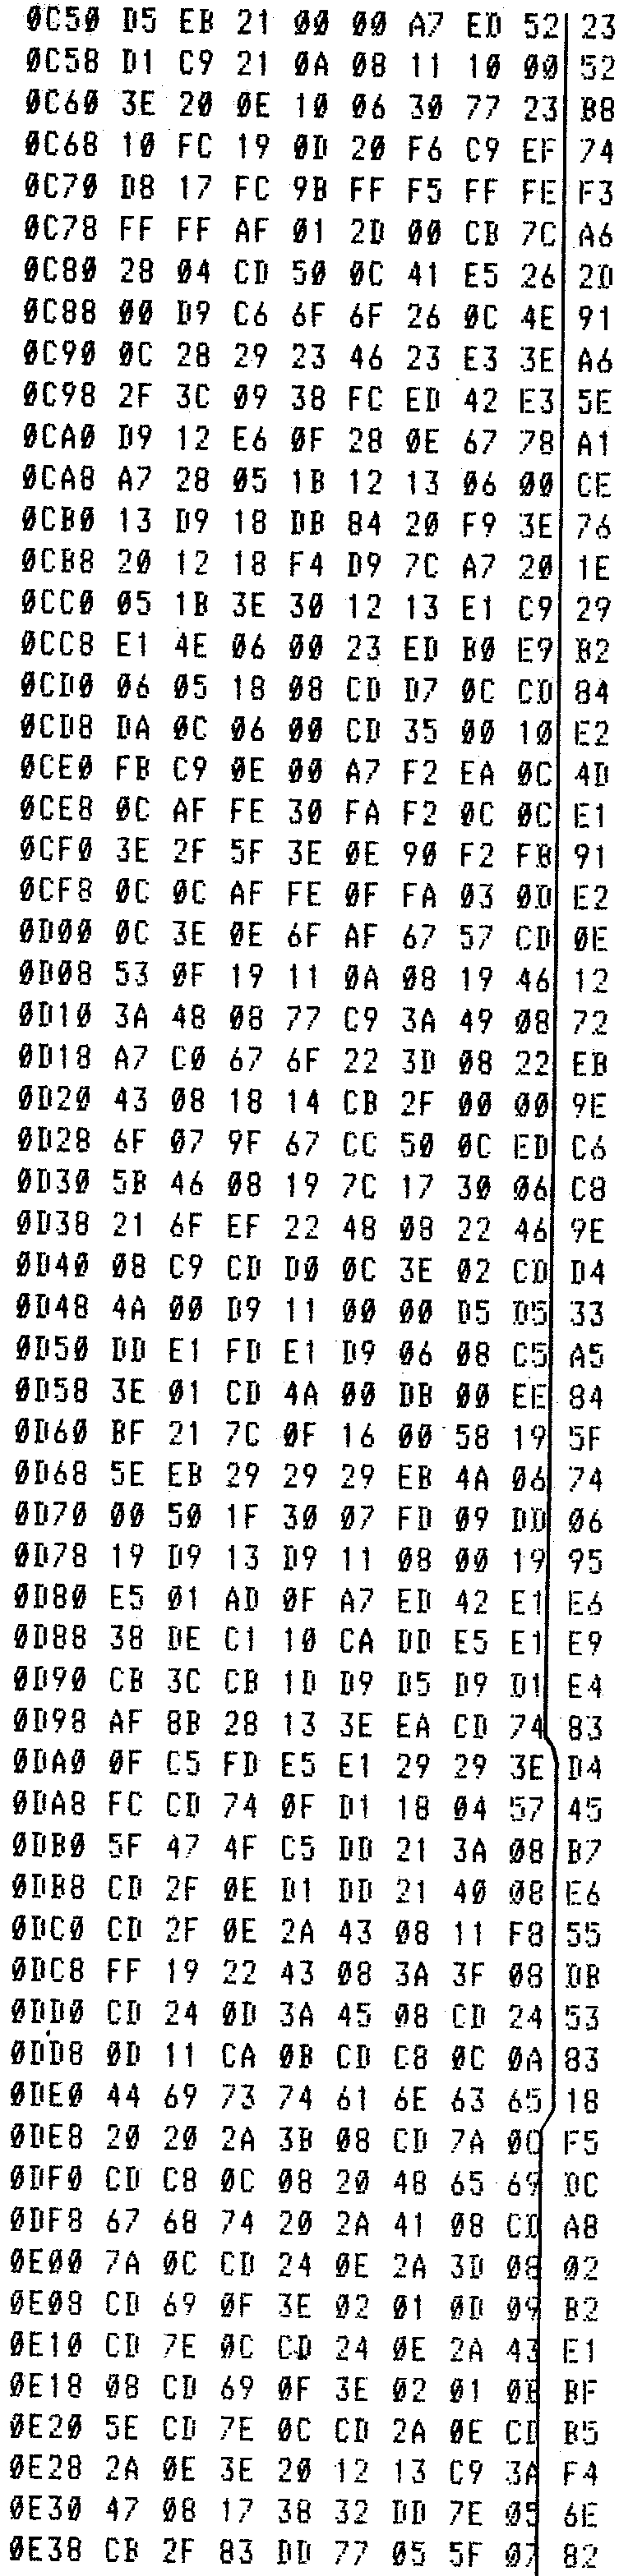 0C50 D5 EB 21 00 00 A7 ED 52 23
0C58 D1 C9 21 0A 08 11 10 00 52
0C60 3E 20 0E 10 06 30 77 23 B8
0C68 10 FC 19 0D 20 F6 C9 EF 74
0C70 D8 17 FC 9B FF F5 FF FE F3
0C78 FF FF AF 01 2D 00 CB 7C A6
0C80 28 04 CD 50 0C 41 E5 26 2D
0C88 00 D9 C6 6F 6F 26 0C 4E 91
0C90 0C 28 29 23 46 23 E3 3E A6
0C98 2F 3C 09 38 FC ED 42 E3 5E
0CA0 D9 12 E6 0F 28 0E 67 78 A1
0CA8 A7 28 05 1B 12 13 06 00 CE
0CB0 13 D9 18 DB 84 20 F9 3E 76
0CB8 20 12 18 F4 D9 7C A7 20 1E
0CC0 05 1B 3E 30 12 13 E1 C9 29
0CC8 E1 4E 06 00 23 ED B0 E9 B2
0CD0 06 05 18 08 CD D7 0C CD 84
0CD8 DA 0C 06 00 CD 35 00 10 E2
0CE0 FB C9 0E 00 A7 F2 EA 0C 4D
0CE8 0C AF FE 30 FA F2 0C 0C E1
0CF0 3E 2F 5F 3E 0E 90 F2 FB 91
0CF8 0C 0C AF FE 0F FA 03 0D E2
0D00 0C 3E 0E 6F AF 67 57 CD 0E
0D08 53 0F 19 11 0A 08 19 46 12
0D10 3A 48 08 77 C9 3A 49 08 72
0D18 A7 C0 67 6F 22 3D 08 22 EB
0D20 43 08 18 14 CB 2F 00 00 9E
0D28 6F 07 9F 67 CC 50 0C ED C6
0D30 5B 46 08 19 7C 17 30 06 C8
0D38 21 6F EF 22 48 08 22 46 9E
0D40 08 C9 CD D0 0C 3E 02 CD D4
0D48 4A 00 D9 11 00 00 D5 D5 33
0D50 DD E1 FD E1 D9 06 08 C5 A5
0D58 3E 01 CD 4A 00 DB 00 EE 84
0D60 BF 21 7C 0F 16 00 58 19 5F
0D68 5E EB 29 29 29 EB 4A 06 74
0D70 00 50 1F 30 07 FD 09 DD 06
0D78 19 D9 13 D9 11 08 00 19 95
0D80 E5 01 AD 0F A7 ED 42 E1 E6
0D88 38 DE C1 10 CA DD E5 E1 E9
0D90 CB 3C CB 1D D9 D5 D9 D1 E4
0D98 AF 8B 28 13 3E EA CD 74 83
0DA0 0F C5 FD E5 E1 29 29 3E D4
0DA8 FC CD 74 0F D1 18 04 57 45
0DB0 5F 47 4F C5 DD 21 3A 08 B7
0DB8 CD 2F 0E D1 DD 21 40 08 E6
0DC0 CD 2F 0E 2A 43 08 11 F8 55
0DC8 FF 19 22 43 08 3A 3F 08 DB
0DD0 CD 24 0D 3A 45 08 CD 24 53
0DD8 0D 11 CA 0B CD C8 0C 0A 83
0DE0 44 69 73 74 61 6E 63 65 18
0DE8 20 20 2A 3B 08 CD 7A 0C F5
0DF0 CD C8 0C 08 20 48 65 69 DC
0DF8 67 68 74 20 2A 41 08 CD A8
0E00 7A 0C CD 24 0E 2A 3D 08 02
0E08 CD 69 0F 3E 02 01 0D 09 B2
0E10 CD 7E 0C CD 24 0E 2A 43 E1
0E18 08 CD 69 0F 3E 02 01 0B BF
0E20 5E CD 7E 0C CD 2A 0E CD B5
0E28 2A 0E 3E 20 12 13 C9 3A F4
0E30 47 08 17 38 32 DD 7E 05 6E
0E38 CB 2F 83 DD 77 05 5F 07 82